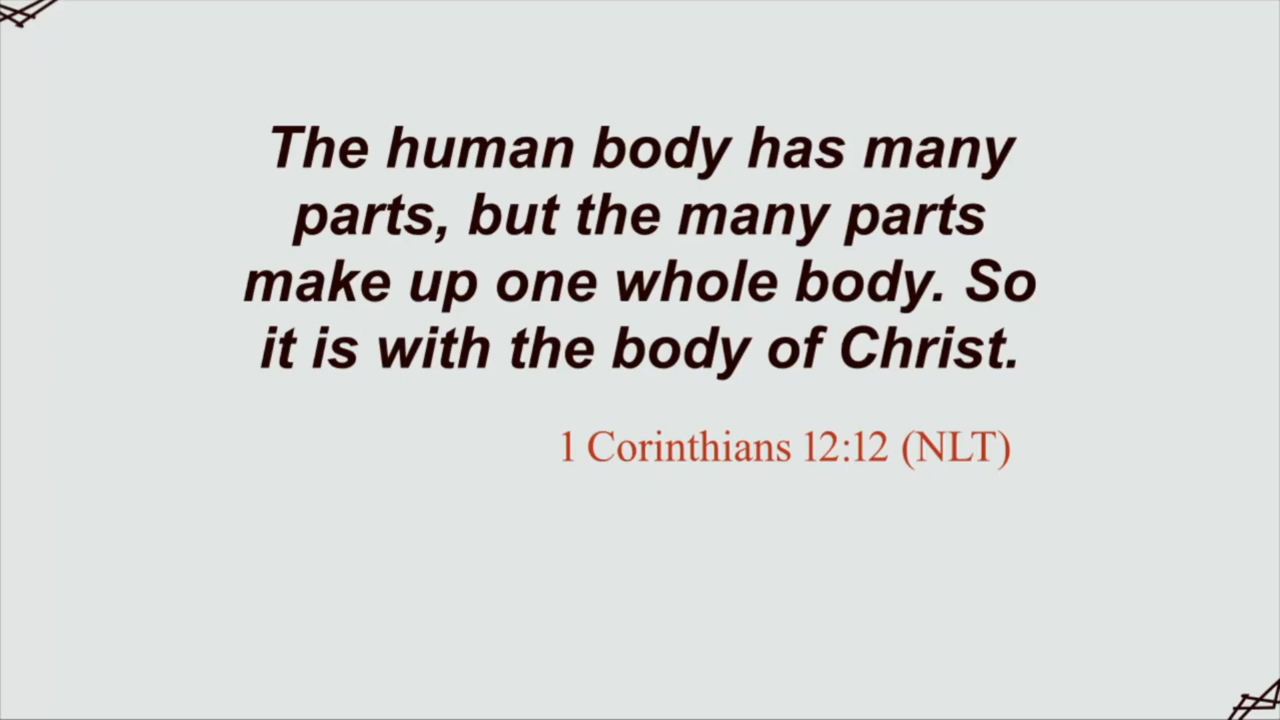 The human body has many
parts, but the many parts
make up one whole body. So
it is with the body of Christ.
1 Corinthians 12:12 (NLT)